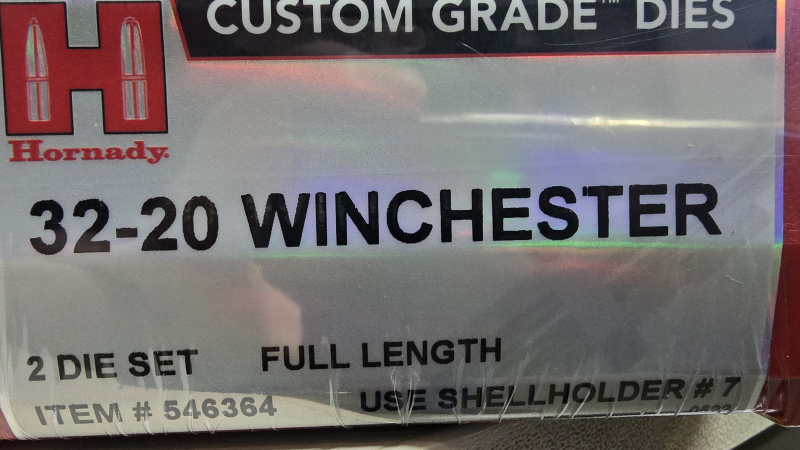 CUSTOM GRADE™ DIES
H
Hornady.
32-20 WINCHESTER
2 DIE SET FULL LENGTH
ITEM # 546364 USE SHELLHOLDER # 7